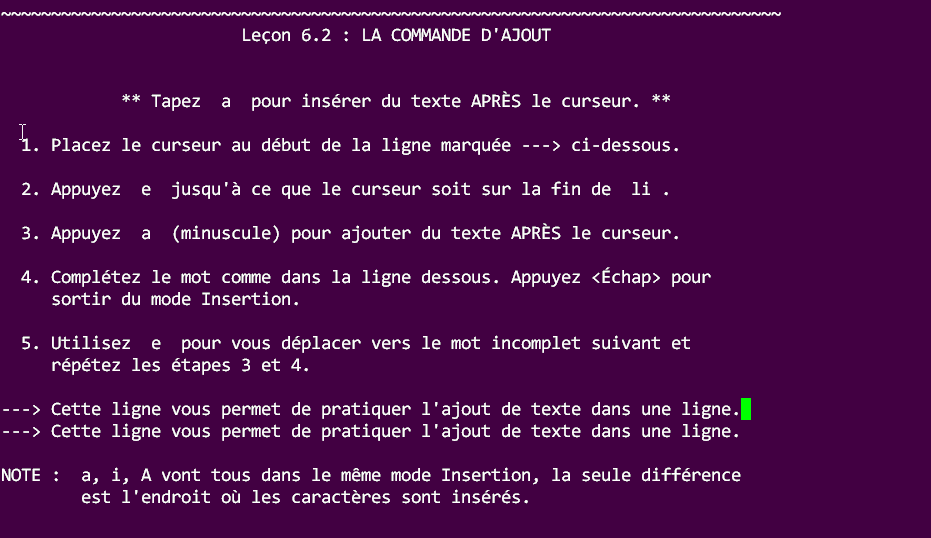 ~~~~~~~~~~~~~~~~~~~~~~~~~~~~~~~~~~~~~~~~~~~~~~~~~~~~~~~~~~~~~~~~~~~~~~~~~~~~~~
Leçon 6.2 : LA COMMANDE D'AJOUT
** Tapez a pour insérer du texte APRÈS le curseur. **
1. Placez le curseur au début de la ligne marquée ---> ci-dessous.
2. Appuyez e jusqu'à ce que le curseur soit sur la fin de li .
3. Appuyez a (minuscule) pour ajouter du texte APRÈS le curseur.
4. Complétez le mot comme dans la ligne dessous. Appuyez <Échap> pour
sortir du mode Insertion.
5. Utilisez e pour vous déplacer vers le mot incomplet suivant et
répétez les étapes 3 et 4.
---> Cette ligne vous permet de pratiquer l'ajout de texte dans une ligne.
---> Cette ligne vous permet de pratiquer l'ajout de texte dans une ligne.
NOTE : a, i, A vont tous dans le même mode Insertion, la seule différence
est l'endroit où les caractères sont insérés.